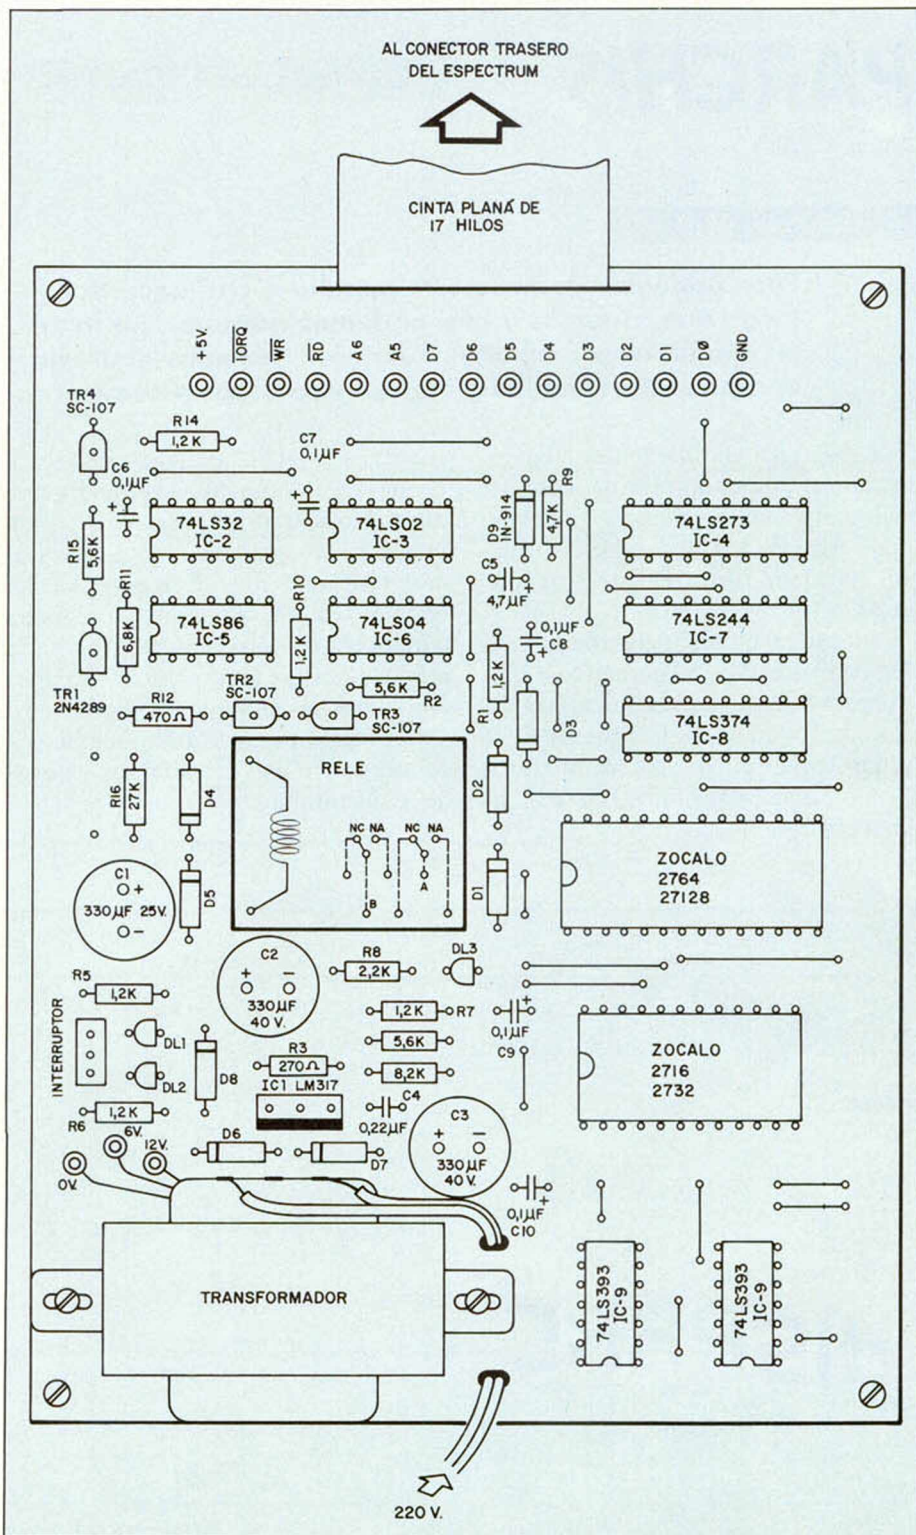 AL CONECTOR TRASERO
DEL ESPECTRUM
CINTA PLANA DE
17 HILOS
+5V
IORQ
WR
RD
A6
A5
D7
D6
D5
D4
D3
D2
D1
DØ
GND
TR4
SC-107
R14
1,2 K
C6
0,1µF
C7
0,1µF
R15
5,6K
74LS32
IC-2
74LS02
IC-3
D9
1N-914
R9
4,7K
74LS273
IC-4
R11
6,8K
74LS86
IC-5
R10
1,2 K
74LS04
IC-6
C5
4,7µF
+
0,1µF
+
C8
74LS244
IC-7
TR1
2N4289
R12
470Ω
TR2
SC-107
TR3
SC-107
5,6 K
R2
1,2 K
R1
D3
74LS374
IC-8
R16
27K
D4
RELE
NC NA
NC NA
B
A
D2
ZOCALO
2764
27128
C1
+
330µF 25V.
−
D5
D1
C2
+ −
330µF
40 V.
R8
2,2K
DL3
R5
1,2K
INTERRUPTOR
DL1
DL2
D8
R3
270Ω
IC1 LM317
1,2K
R7
5,6K
8,2K
+
0,1µF
C9
ZOCALO
2716
2732
C4
0,22µF
C3
+ −
330µF
40V.
R6
1,2 K
6V.
12V.
0V.
D6
D7
+
0,1µF
C10
TRANSFORMADOR
74LS393
IC-9
74LS393
IC-9
220 V.